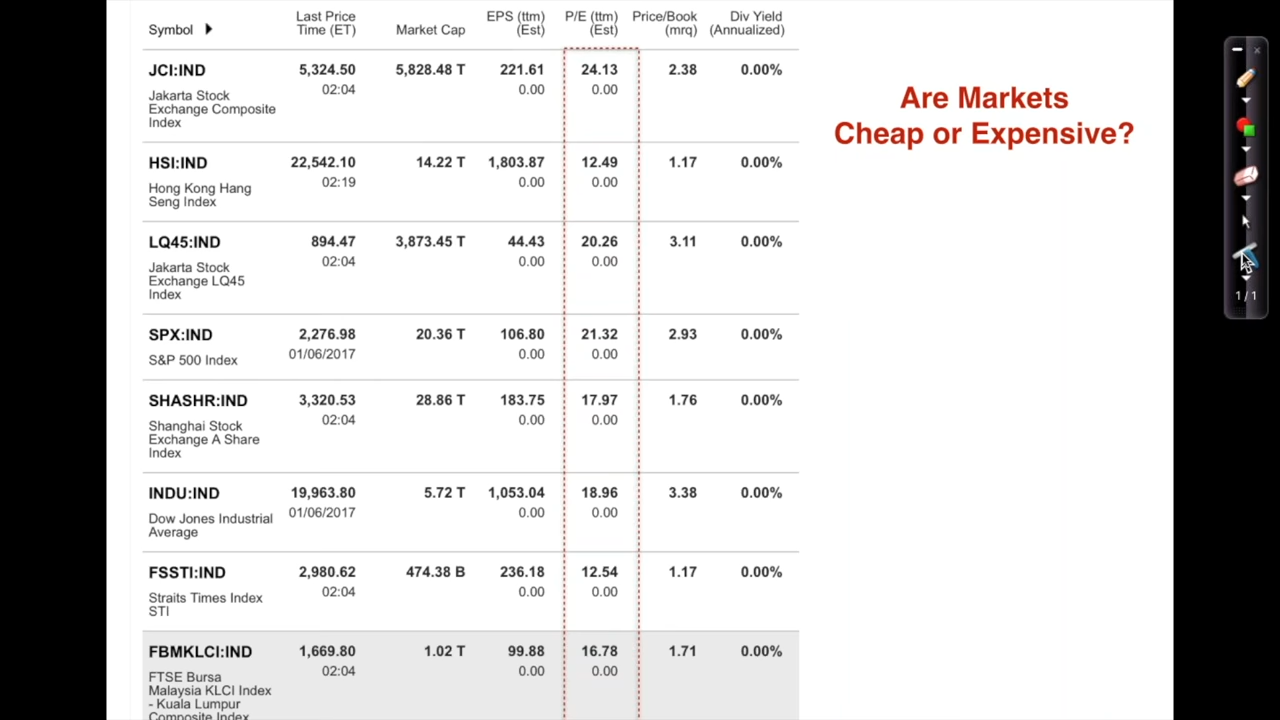 Last Price EPS (ttm) P/E (ttm) Price/Book Div Yield
Symbol Time (ET) Market Cap (Est) (Est) (mrq) (Annualized)
JCI:IND 5,324.50 5,828.48 T 221.61 24.13 2.38 0.00%
02:04 0.00 0.00
Jakarta Stock
Exchange Composite
Index
HSI:IND 22,542.10 14.22 T 1,803.87 12.49 1.17 0.00%
02:19 0.00 0.00
Hong Kong Hang
Seng Index
LQ45:IND 894.47 3,873.45 T 44.43 20.26 3.11 0.00%
02:04 0.00 0.00
Jakarta Stock
Exchange LQ45
Index
SPX:IND 2,276.98 20.36 T 106.80 21.32 2.93 0.00%
01/06/2017 0.00 0.00
S&P 500 Index
SHASHR:IND 3,320.53 28.86 T 183.75 17.97 1.76 0.00%
02:04 0.00 0.00
Shanghai Stock
Exchange A Share
Index
INDU:IND 19,963.80 5.72 T 1,053.04 18.96 3.38 0.00%
01/06/2017 0.00 0.00
Dow Jones Industrial
Average
FSSTI:IND 2,980.62 474.38 B 236.18 12.54 1.17 0.00%
02:04 0.00 0.00
Straits Times Index
STI
FBMKLCI:IND 1,669.80 1.02 T 99.88 16.78 1.71 0.00%
02:04 0.00 0.00
FTSE Bursa
Malaysia KLCI Index
- Kuala Lumpur
Composite Index
Are Markets
Cheap or Expensive?
1/1